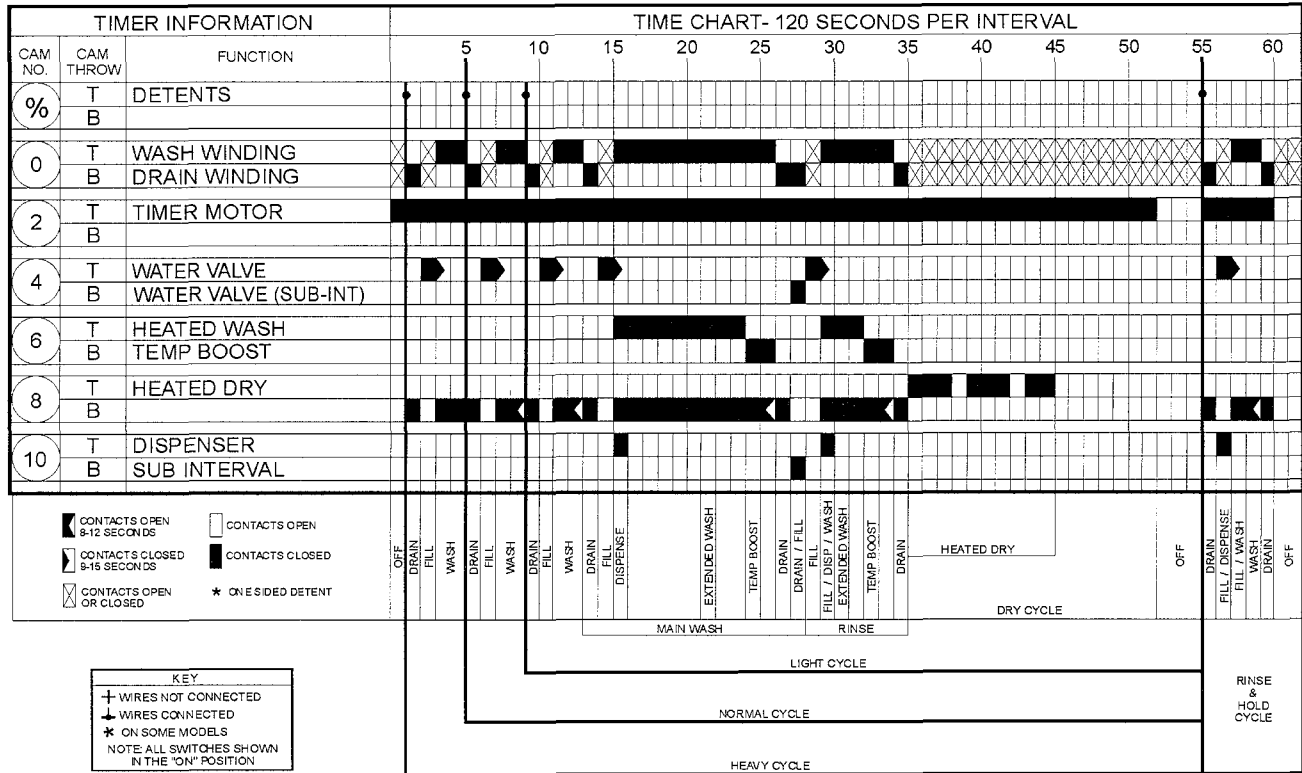 TIMER INFORMATION
TIME CHART- 120 SECONDS PER INTERVAL
CAM NO.
CAM THROW
FUNCTION
5 10 15 20 25 30 35 40 45 50 55 60
% T DETENTS
B
0 T WASH WINDING
B DRAIN WINDING
2 T TIMER MOTOR
B
4 T WATER VALVE
B WATER VALVE (SUB-INT)
6 T HEATED WASH
B TEMP BOOST
8 T HEATED DRY
B
10 T DISPENSER
B SUB INTERVAL
CONTACTS OPEN
8-12 SECONDS
CONTACTS OPEN
CONTACTS CLOSED
9-15 SECONDS
CONTACTS CLOSED
CONTACTS OPEN
OR CLOSED
* ONE SIDED DETENT
OFF
DRAIN
FILL
WASH
DRAIN
FILL
WASH
DRAIN
FILL
WASH
DRAIN
FILL
DISPENSE
EXTENDED WASH
TEMP BOOST
DRAIN
DRAIN / FILL
FILL
FILL / DISP / WASH
EXTENDED WASH
TEMP BOOST
DRAIN
HEATED DRY
OFF
DRAIN
FILL / DISPENSE
FILL / WASH
WASH
DRAIN
OFF
DRY CYCLE
MAIN WASH
RINSE
LIGHT CYCLE
NORMAL CYCLE
HEAVY CYCLE
RINSE
&
HOLD
CYCLE
KEY
WIRES NOT CONNECTED
WIRES CONNECTED
* ON SOME MODELS
NOTE: ALL SWITCHES SHOWN
IN THE "ON" POSITION